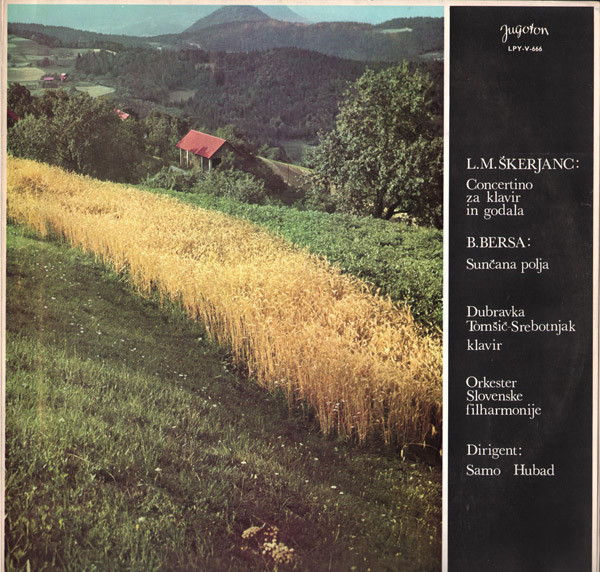 Jugoton
LPY-V-666
L.M.ŠKERJANC:
Concertino
za klavir
in godala
B.BERSA:
Sunčana polja
Dubravka
Tomšič-Srebotnjak
klavir
Orkester
Slovenske
filharmonije
Dirigent:
Samo Hubad